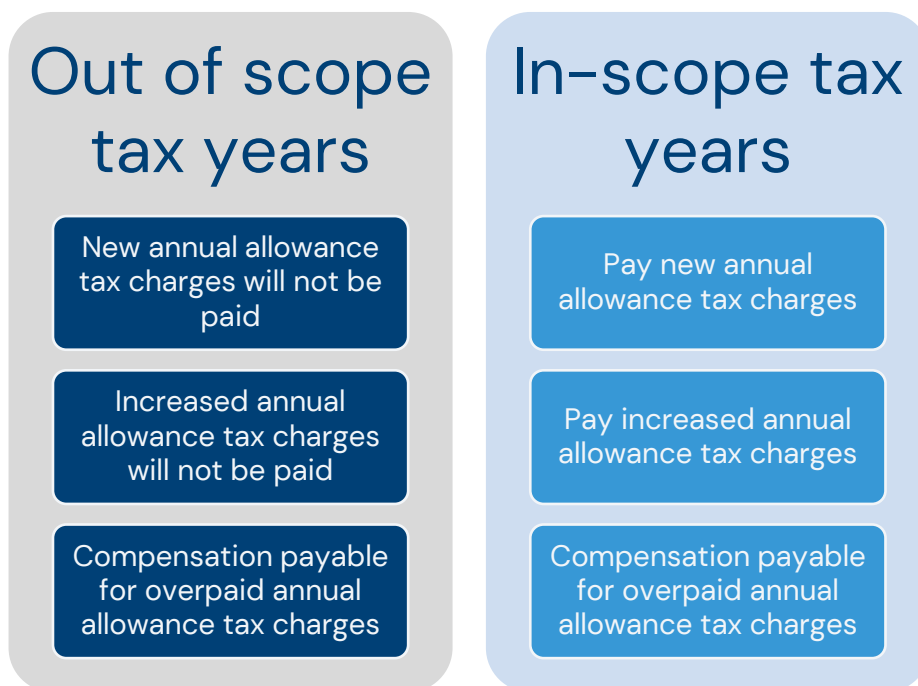 Out of scope
tax years
New annual allowance
tax charges will not be
paid
Increased annual
allowance tax charges
will not be paid
Compensation payable
for overpaid annual
allowance tax charges
In-scope tax
years
Pay new annual
allowance tax charges
Pay increased annual
allowance tax charges
Compensation payable
for overpaid annual
allowance tax charges